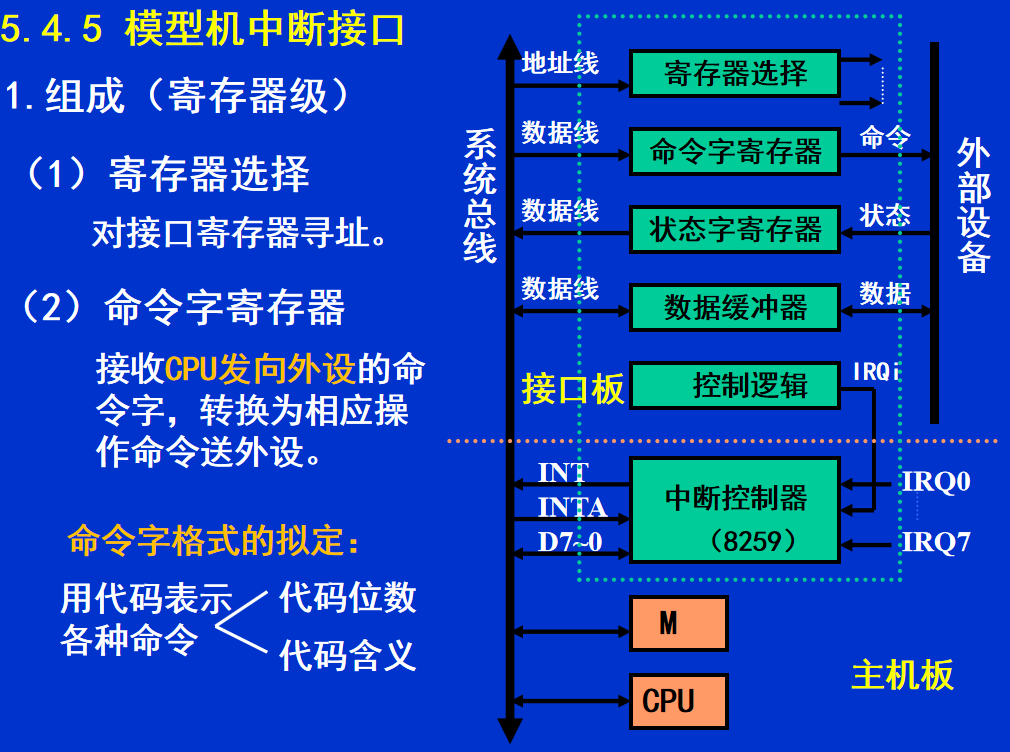 5.4.5 模型机中断接口
1.组成（寄存器级）
（1）寄存器选择
对接口寄存器寻址。
（2）命令字寄存器
接收CPU发向外设的命
令字，转换为相应操
作命令送外设。
命令字格式的拟定：
用代码表示
各种命令
代码位数
代码含义
系统总线
地址线
寄存器选择
数据线
命令字寄存器
命令
数据线
状态字寄存器
状态
数据线
数据缓冲器
数据
外部设备
接口板
控制逻辑
IRQi
INT
INTA
D7~0
中断控制器
（8259）
IRQ0
IRQ7
M
CPU
主机板